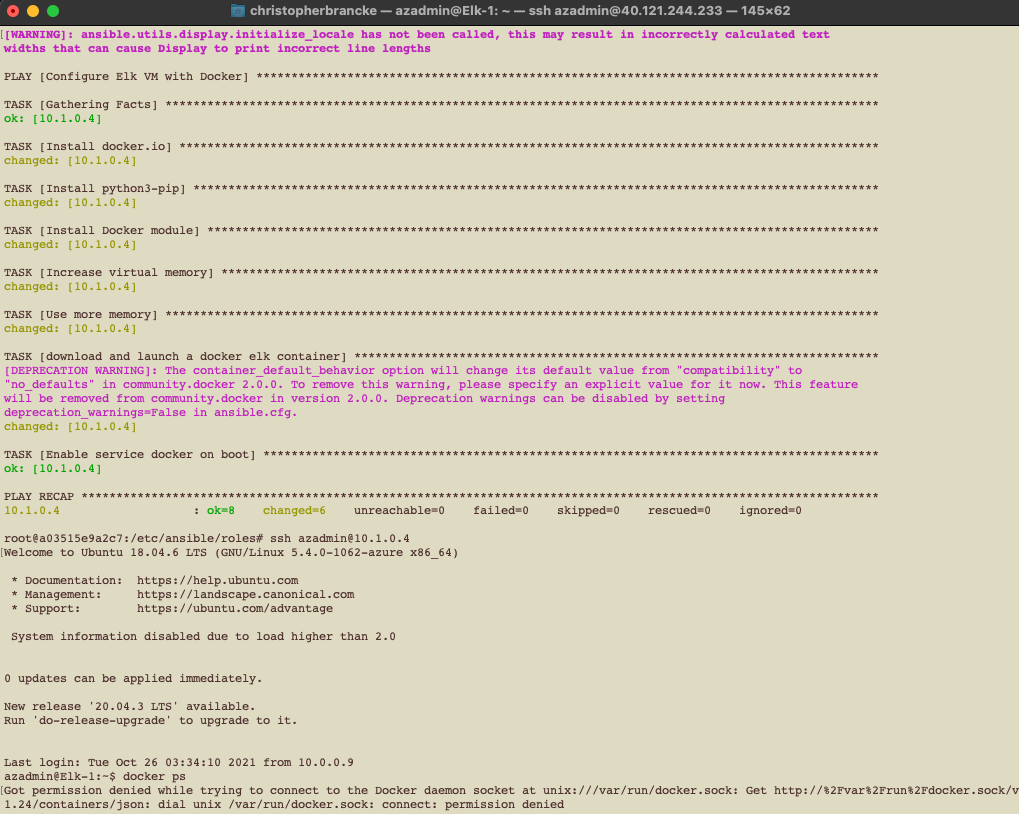 christopherbrancke — azadmin@Elk-1: ~ — ssh azadmin@40.121.244.233 — 145×62
[WARNING]: ansible.utils.display.initialize_locale has not been called, this may result in incorrectly calculated text
widths that can cause Display to print incorrect line lengths
PLAY [Configure Elk VM with Docker] *****************************************************************************************
TASK [Gathering Facts] ******************************************************************************************************
ok: [10.1.0.4]
TASK [Install docker.io] ****************************************************************************************************
changed: [10.1.0.4]
TASK [Install python3-pip] **************************************************************************************************
changed: [10.1.0.4]
TASK [Install Docker module] ************************************************************************************************
changed: [10.1.0.4]
TASK [Increase virtual memory] **********************************************************************************************
changed: [10.1.0.4]
TASK [Use more memory] ******************************************************************************************************
changed: [10.1.0.4]
TASK [download and launch a docker elk container] ***************************************************************************
[DEPRECATION WARNING]: The container_default_behavior option will change its default value from "compatibility" to
"no_defaults" in community.docker 2.0.0. To remove this warning, please specify an explicit value for it now. This feature
will be removed from community.docker in version 2.0.0. Deprecation warnings can be disabled by setting
deprecation_warnings=False in ansible.cfg.
changed: [10.1.0.4]
TASK [Enable service docker on boot] ****************************************************************************************
ok: [10.1.0.4]
PLAY RECAP ******************************************************************************************************************
10.1.0.4                   : ok=8    changed=6    unreachable=0    failed=0    skipped=0    rescued=0    ignored=0
root@a03515e9a2c7:/etc/ansible/roles# ssh azadmin@10.1.0.4
Welcome to Ubuntu 18.04.6 LTS (GNU/Linux 5.4.0-1062-azure x86_64)
* Documentation:  https://help.ubuntu.com
* Management:     https://landscape.canonical.com
* Support:        https://ubuntu.com/advantage
System information disabled due to load higher than 2.0
0 updates can be applied immediately.
New release '20.04.3 LTS' available.
Run 'do-release-upgrade' to upgrade to it.
Last login: Tue Oct 26 03:34:10 2021 from 10.0.0.9
azadmin@Elk-1:~$ docker ps
Got permission denied while trying to connect to the Docker daemon socket at unix:///var/run/docker.sock: Get http://%2Fvar%2Frun%2Fdocker.sock/v
1.24/containers/json: dial unix /var/run/docker.sock: connect: permission denied